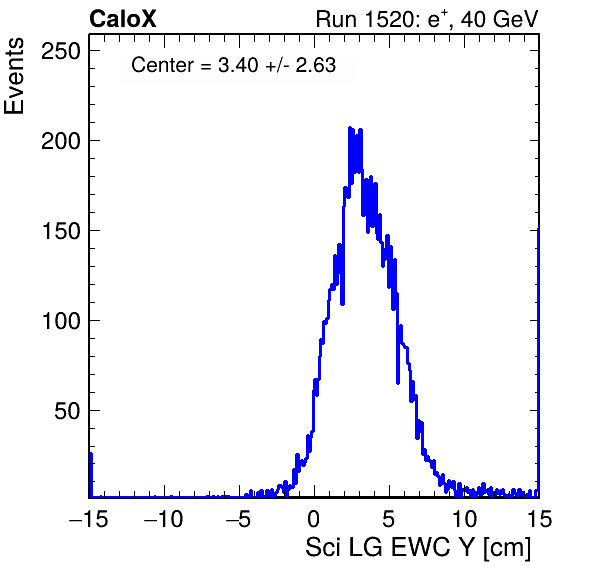 CaloX Run 1520: e⁺, 40 GeV
Events
Center = 3.40 +/- 2.63
250
200
150
100
50
−15 −10 −5 0 5 10 15
Sci LG EWC Y [cm]